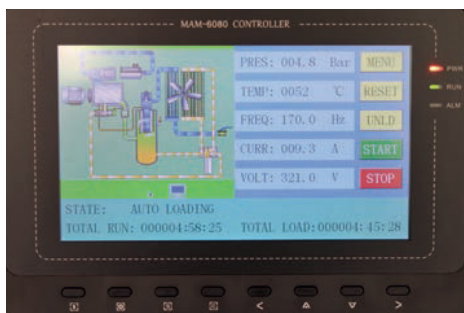 MAM-6080 CONTROLLER
PRES: 004.8 Bar MENU
TEMP: 0052 ℃ RESET
FREQ: 170.0 Hz UNLD
CURR: 009.3 A START
VOLT: 321.0 V STOP
PWR
RUN
ALM
STATE: AUTO LOADING
TOTAL RUN: 000004:58:25 TOTAL LOAD:000004:45:28